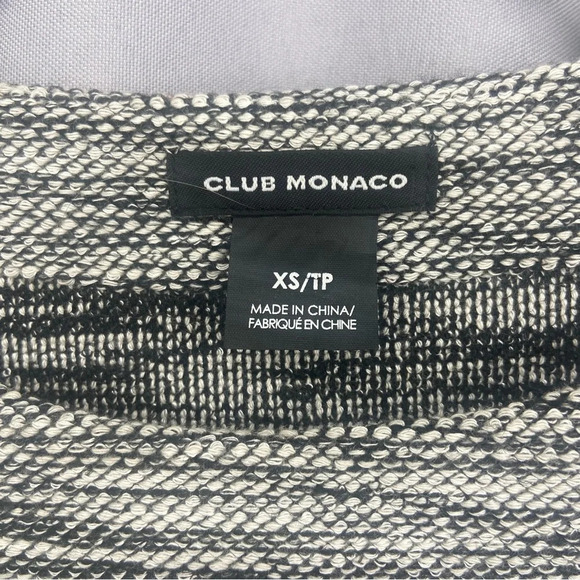 CLUB MONACO
XS/TP
MADE IN CHINA/
FABRIQUÉ EN CHINE